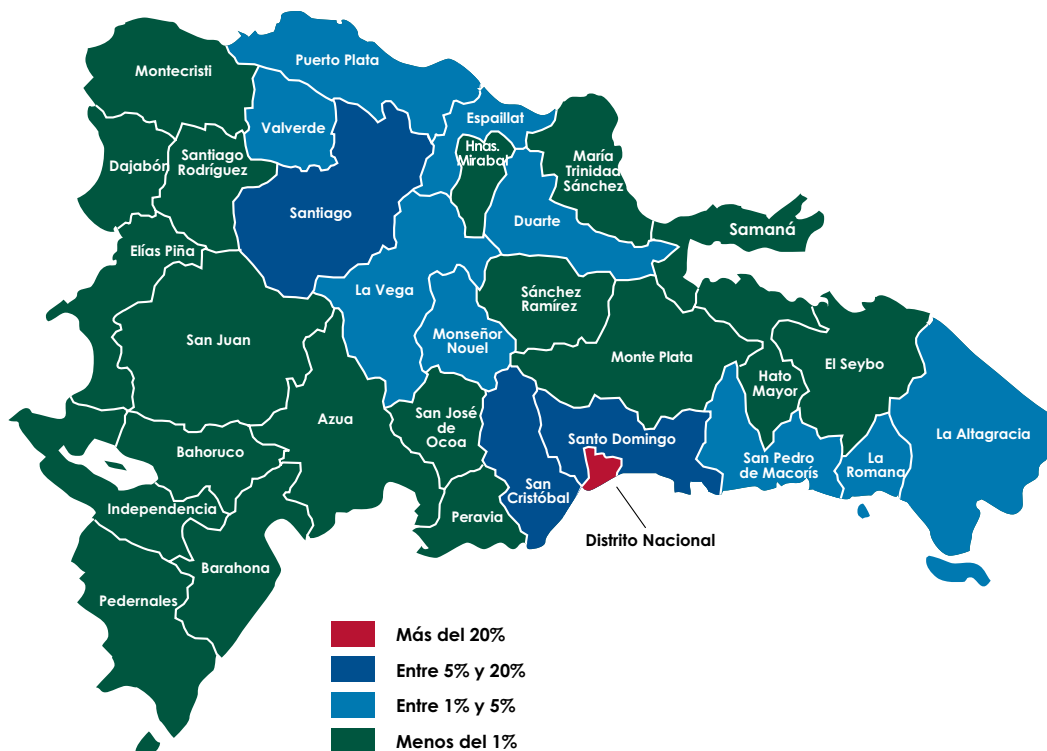 Puerto Plata
Montecristi
Espaillat
Valverde
Hnas.
Mirabal
María
Trinidad
Sánchez
Dajabón
Santiago
Rodríguez
Santiago
Duarte
Samaná
Elías Piña
La Vega
Sánchez
Ramírez
San Juan
Monseñor
Nouel
Monte Plata
Hato
Mayor
El Seybo
Azua
San José
de
Ocoa
Santo Domingo
La Altagracia
Bahoruco
San Pedro
de Macorís
La
Romana
San
Cristóbal
Independencia
Peravia
Distrito Nacional
Barahona
Pedernales
Más del 20%
Entre 5% y 20%
Entre 1% y 5%
Menos del 1%